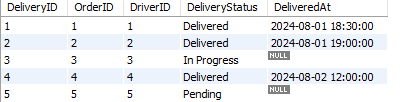 DeliveryID OrderID DriverID DeliveryStatus DeliveredAt
1 1 1 Delivered 2024-08-01 18:30:00
2 2 2 Delivered 2024-08-01 19:00:00
3 3 3 In Progress NULL
4 4 4 Delivered 2024-08-02 12:00:00
5 5 5 Pending NULL